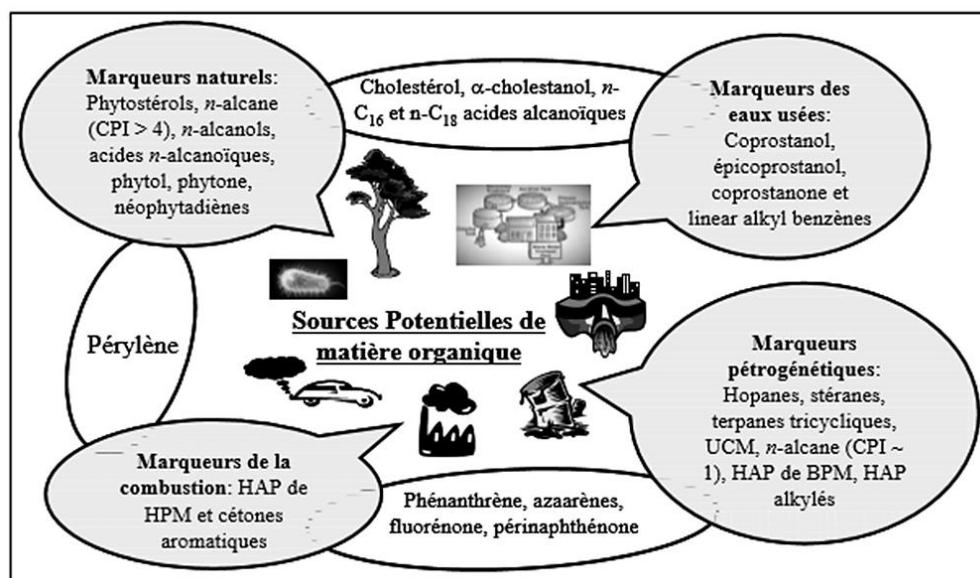 Marqueurs naturels:
Phytostérols, n-alcane
(CPI > 4), n-alcanols,
acides n-alcanoïques,
phytol, phytone,
néophytadiènes
Cholestérol, α-cholestanol, n-
C16 et n-C18 acides alcanoïques
Marqueurs des
eaux usées:
Coprostanol,
épicoprostanol,
coprostanone et
linear alkyl benzènes
Pérylène
Sources Potentielles de
matière organique
Marqueurs
pétrogénétiques:
Hopanes, stéranes,
terpanes tricycliques,
UCM, n-alcane (CPI ~
1), HAP de BPM, HAP
alkylés
Marqueurs de la
combustion: HAP de
HPM et cétones
aromatiques
Phénanthrène, azaarènes,
fluorénone, périnaphthénone